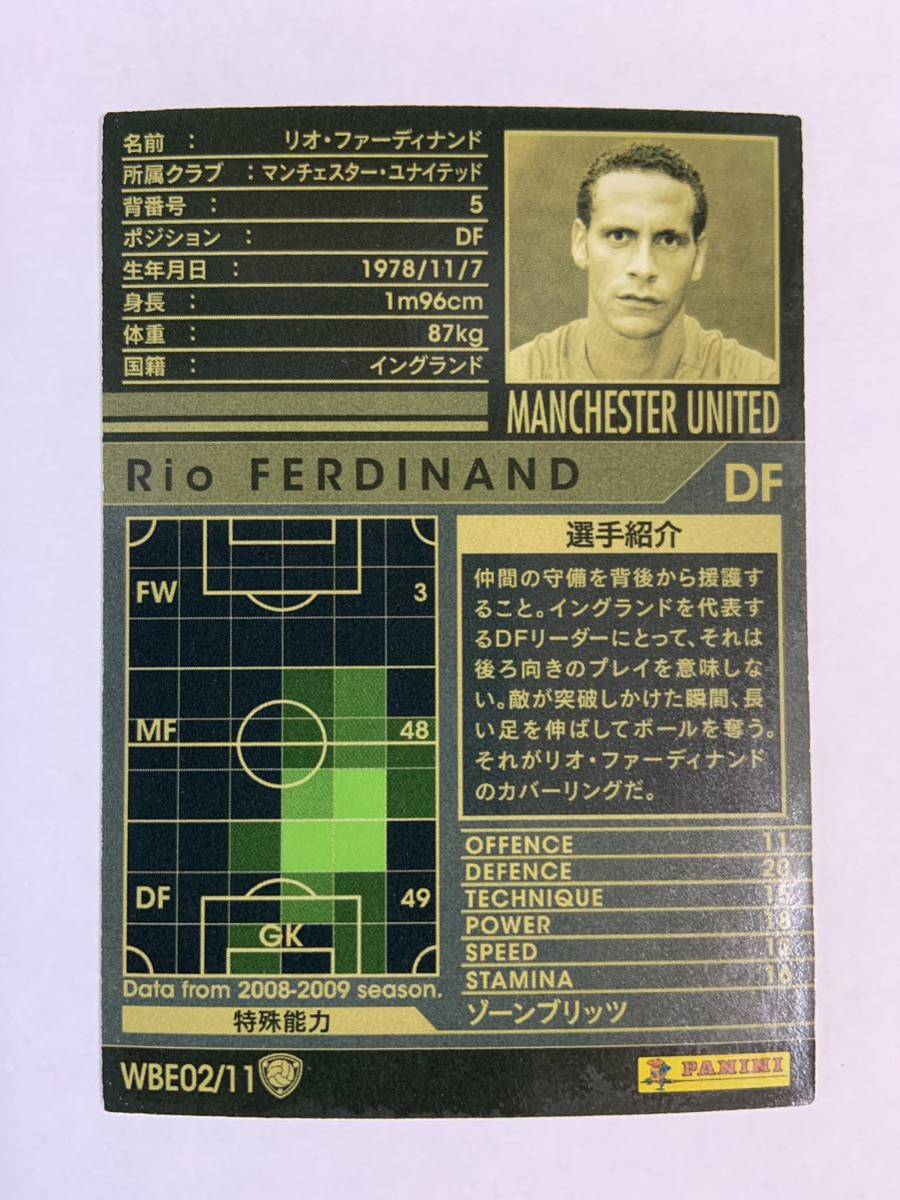 名前 : リオ・ファーディナンド
所属クラブ : マンチェスター・ユナイテッド
背番号 : 5
ポジション : DF
生年月日 : 1978/11/7
身長 : 1m96cm
体重 : 87kg
国籍 : イングランド
MANCHESTER UNITED
Rio FERDINAND
DF
FW 3
MF 48
DF 49
GK
Data from 2008-2009 season.
選手紹介
仲間の守備を背後から援護す
ること。イングランドを代表す
るDFリーダーにとって、それは
後ろ向きのプレイを意味しな
い。敵が突破しかけた瞬間、長
い足を伸ばしてボールを奪う。
それがリオ・ファーディナンド
のカバーリングだ。
OFFENCE 11
DEFENCE 20
TECHNIQUE
POWER 18
SPEED
STAMINA 16
特殊能力 ゾーンブリッツ
WBE02/11
PANINI